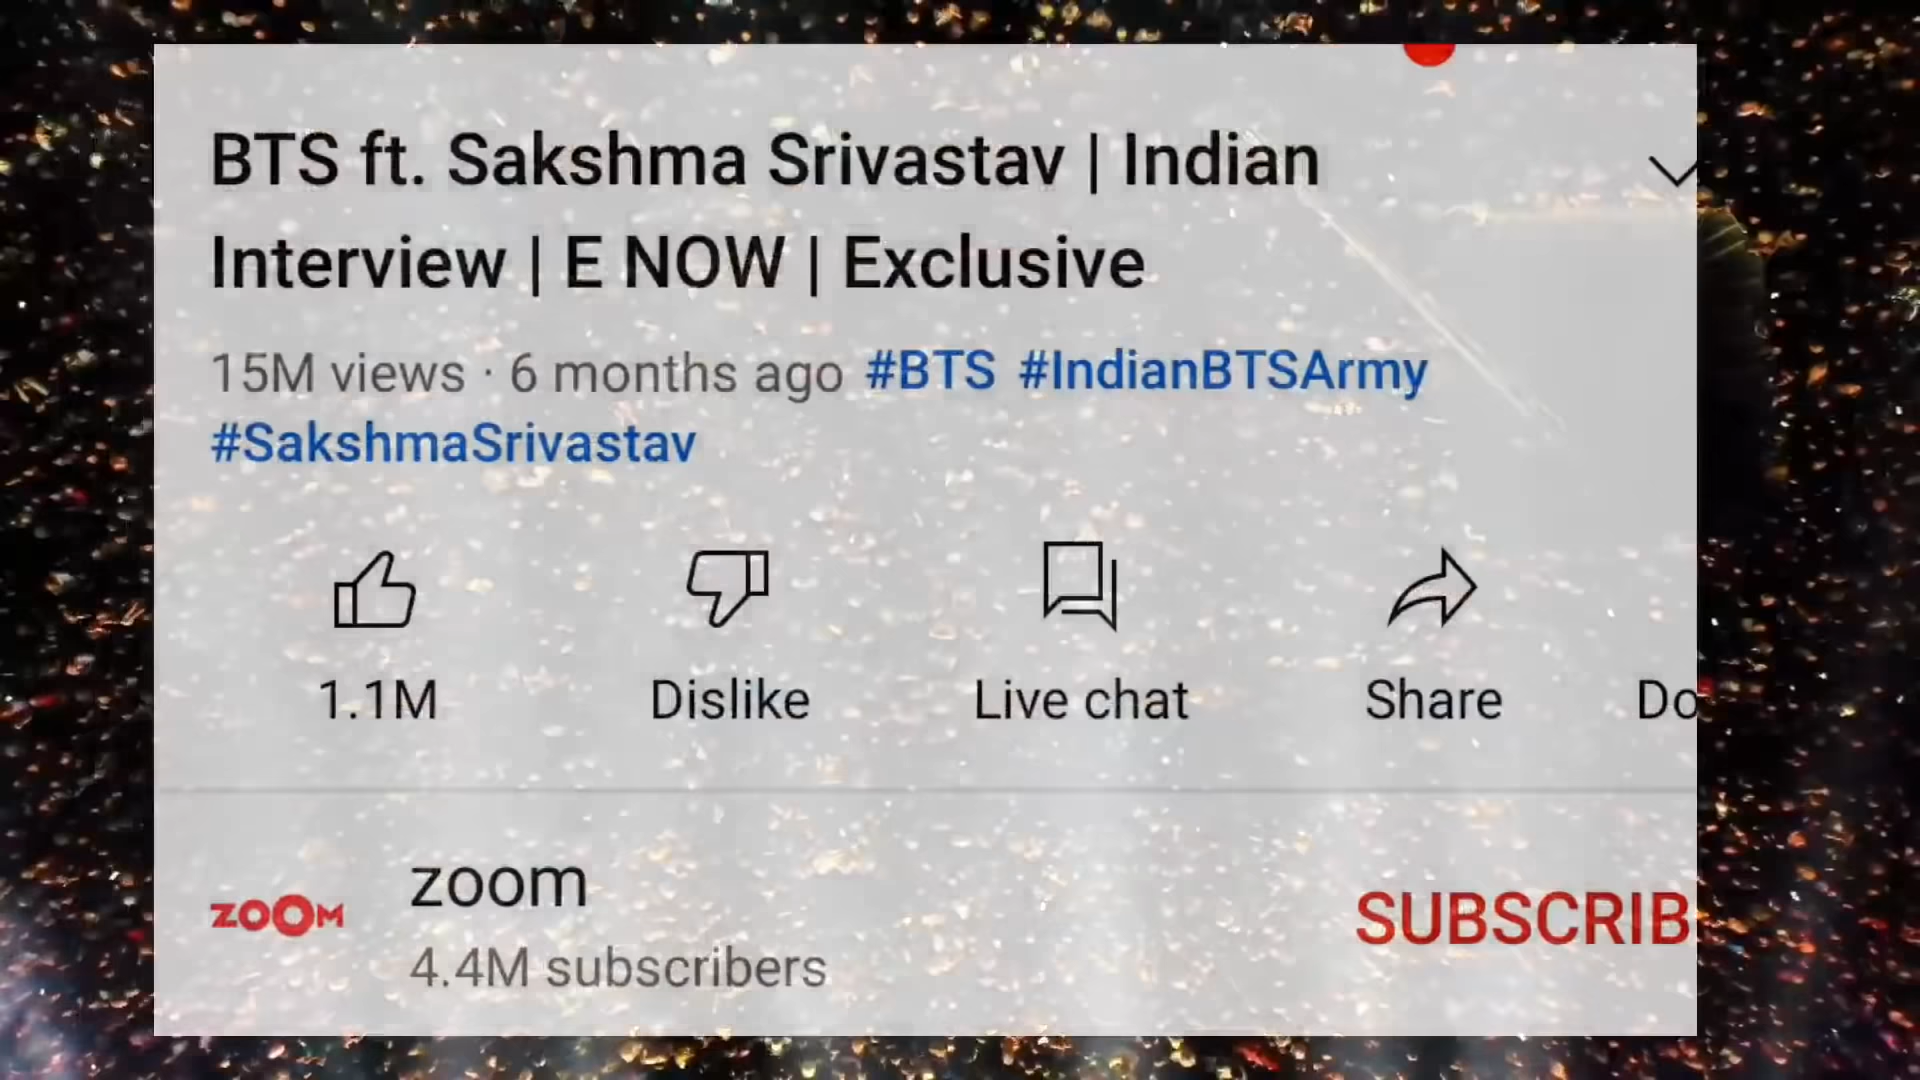 BTS ft. Sakshma Srivastav | Indian
Interview | E NOW | Exclusive
15M views · 6 months ago #BTS #IndianBTSArmy
#SakshmaSrivastav
1.1M Dislike Live chat Share Do
ZOOM zoom SUBSCRIB
4.4M subscribers